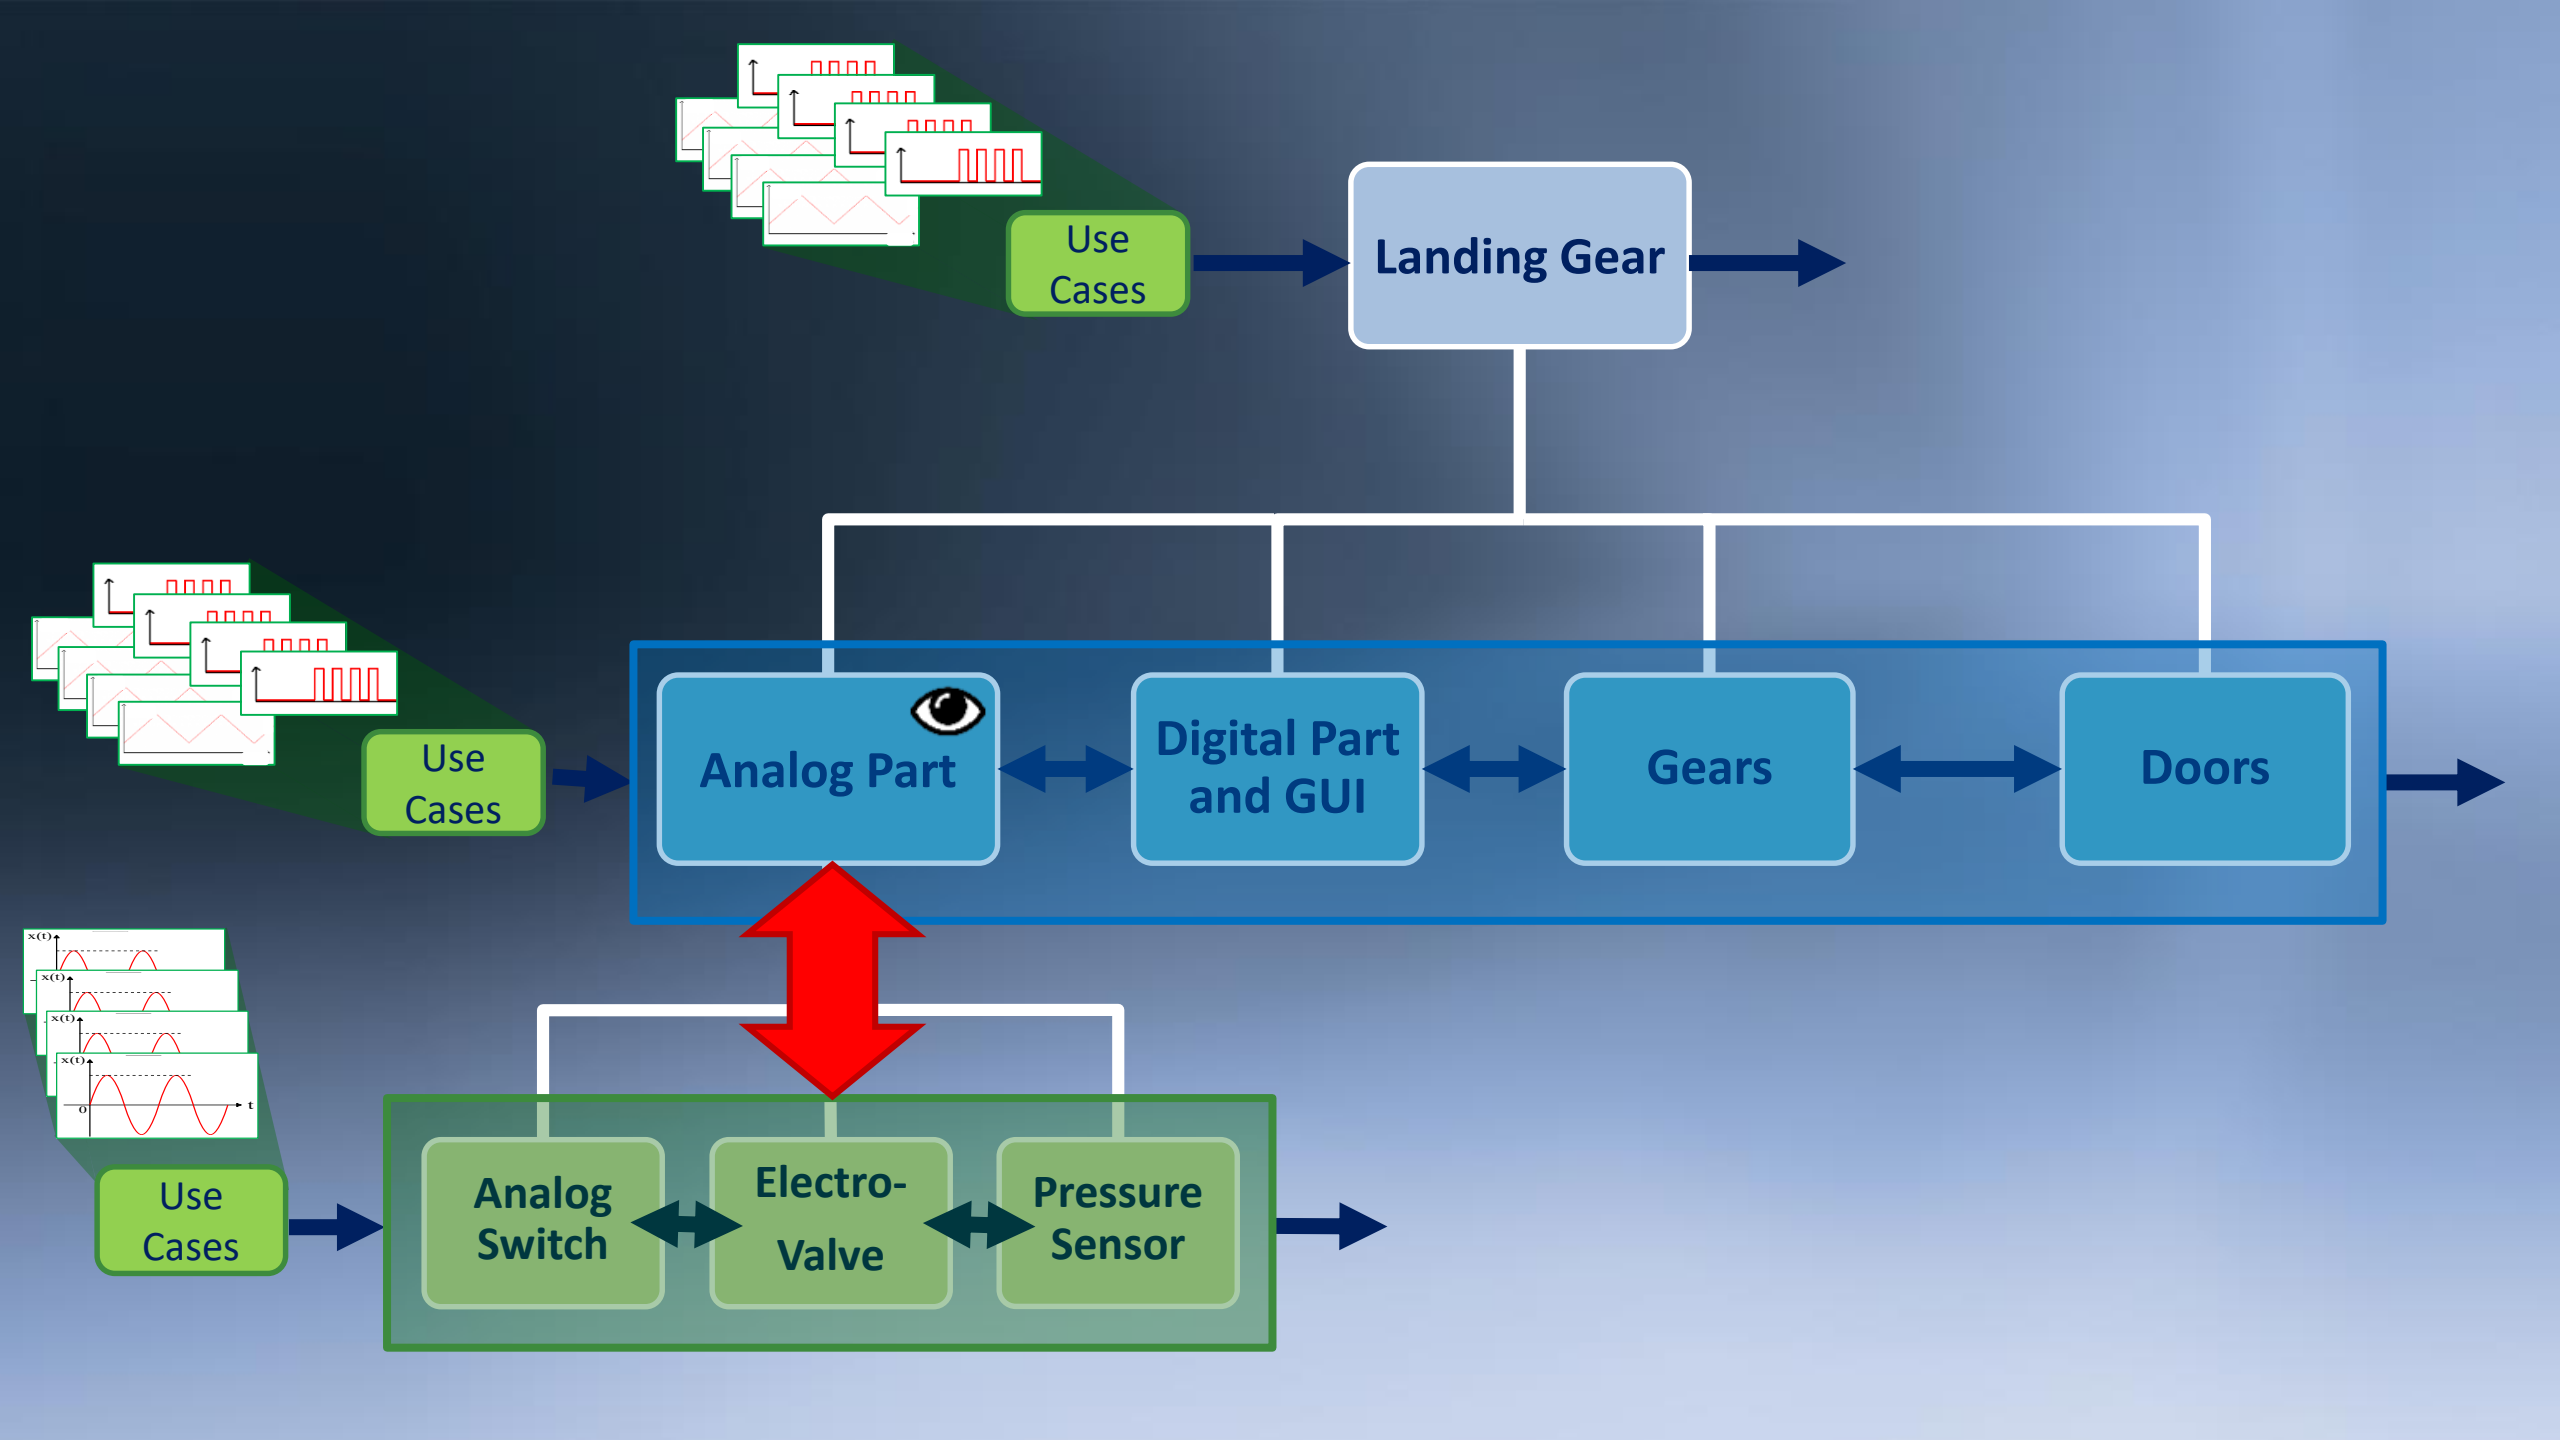 Use
Cases
Landing Gear
Use
Cases
Analog Part
Digital Part
and GUI
Gears
Doors
x(t)
x(t)
x(t)
x(t)
0
t
Use
Cases
Analog
Switch
Electro-
Valve
Pressure
Sensor